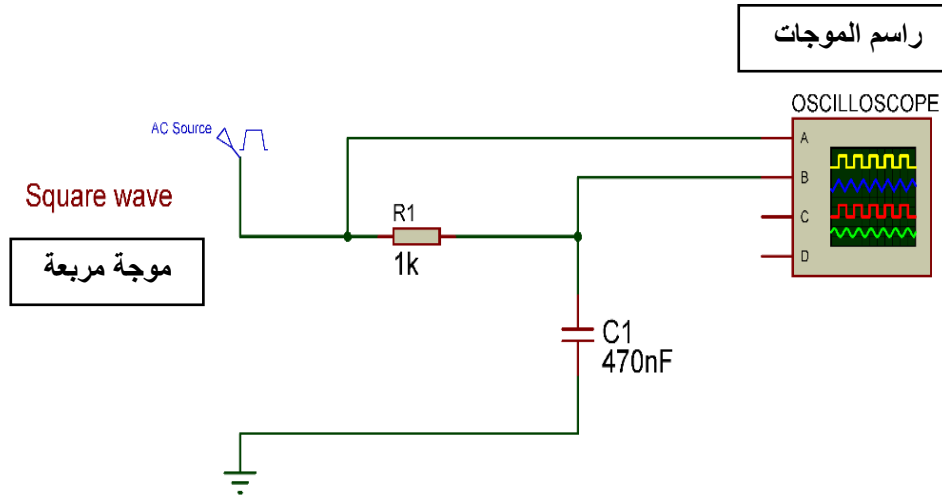 راسم الموجات
OSCILLOSCOPE
AC Source
A
B
C
D
Square wave
موجة مربعة
R1
1k
C1
470nF